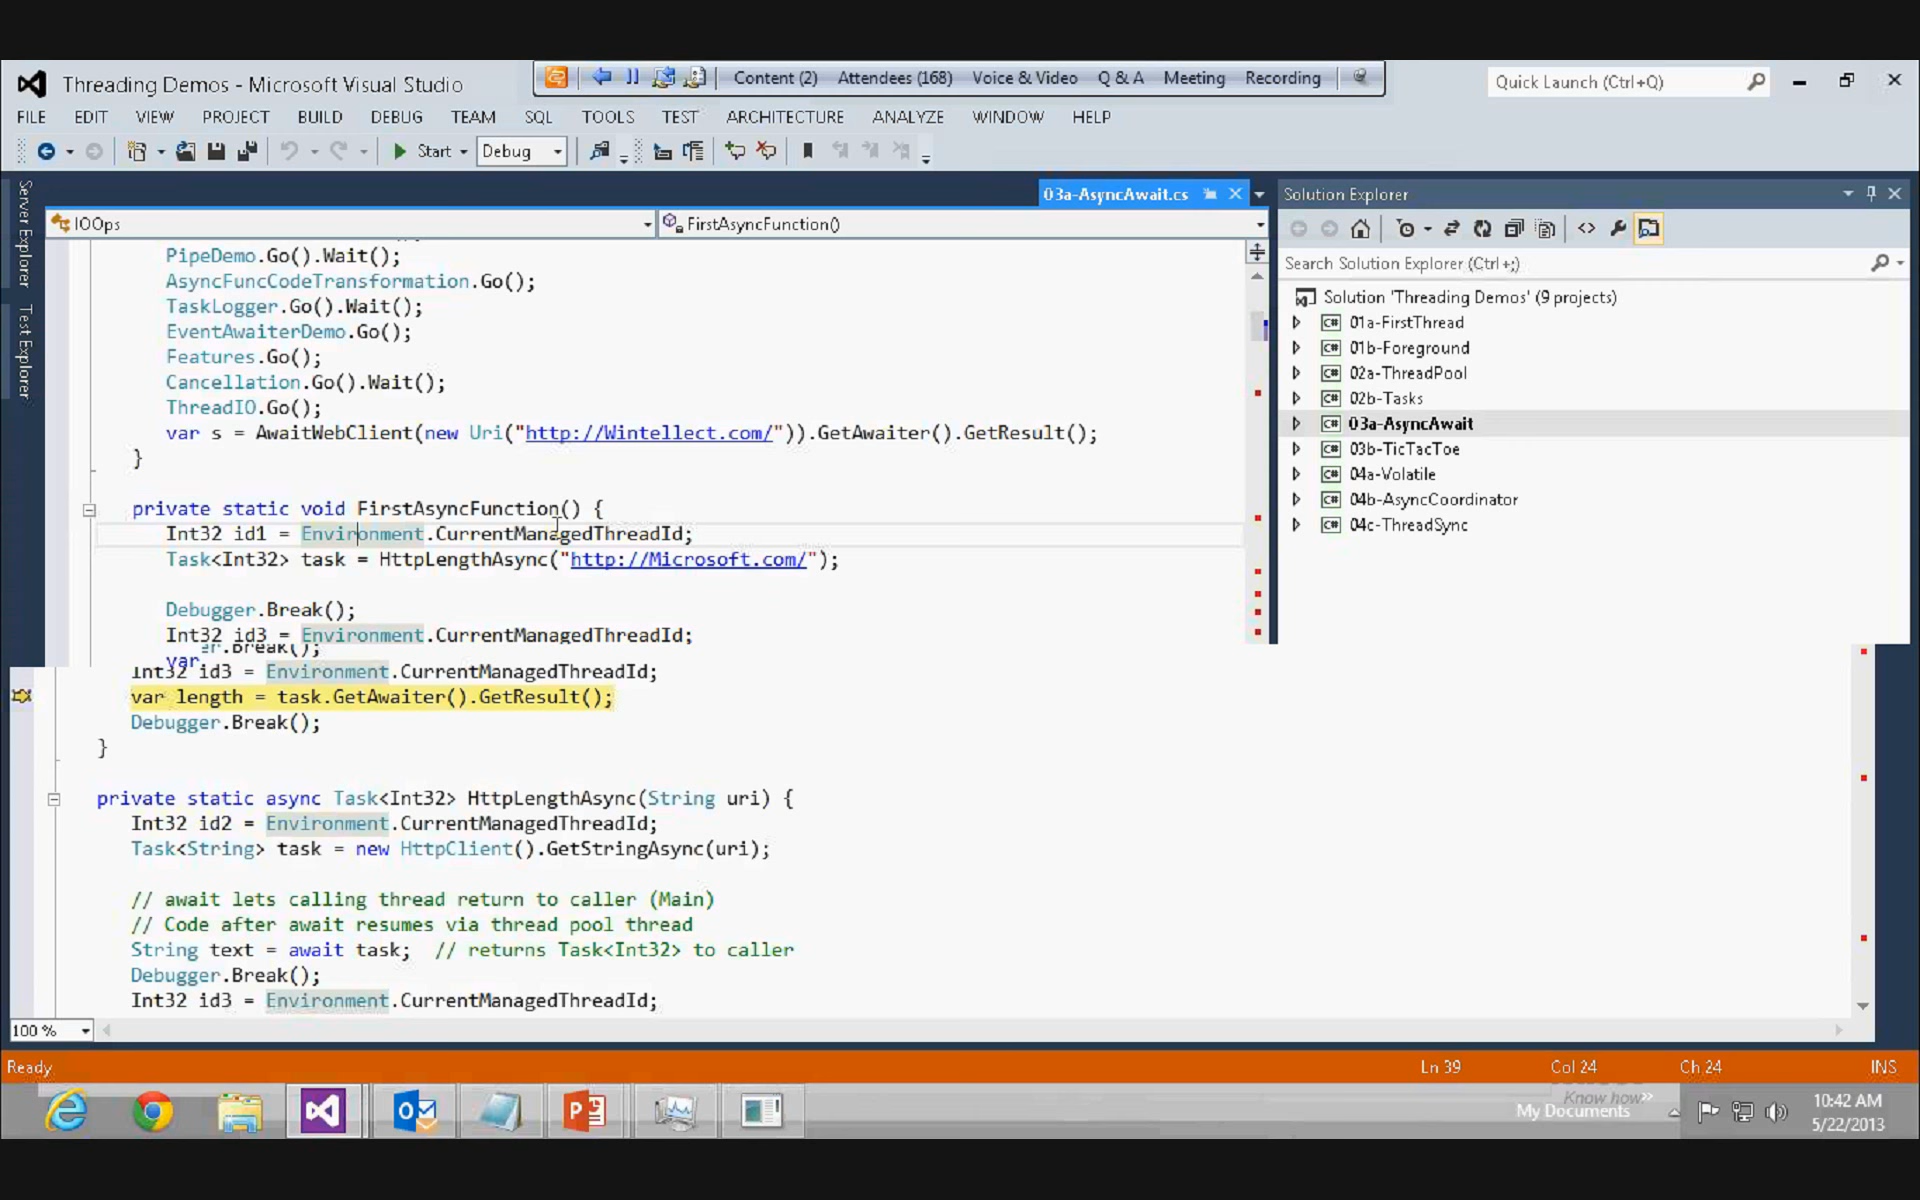 Threading Demos - Microsoft Visual Studio
Content (2) Attendees (168) Voice & Video Q & A Meeting Recording
Quick Launch (Ctrl+Q)
FILE EDIT VIEW PROJECT BUILD DEBUG TEAM SQL TOOLS TEST ARCHITECTURE ANALYZE WINDOW HELP
Start Debug
Server Explorer
Test Explorer
03a-AsyncAwait.cs
IOOps
FirstAsyncFunction()
PipeDemo.Go().Wait();
AsyncFuncCodeTransformation.Go();
TaskLogger.Go().Wait();
EventAwaiterDemo.Go();
Features.Go();
Cancellation.Go().Wait();
ThreadIO.Go();
var s = AwaitWebClient(new Uri("http://Wintellect.com/")).GetAwaiter().GetResult();
}
private static void FirstAsyncFunction() {
Int32 id1 = Environment.CurrentManagedThreadId;
Task<Int32> task = HttpLengthAsync("http://Microsoft.com/");
Debugger.Break();
Int32 id3 = Environment.CurrentManagedThreadId;
er.Break();
var
Int32 id3 = Environment.CurrentManagedThreadId;
var length = task.GetAwaiter().GetResult();
Debugger.Break();
}
private static async Task<Int32> HttpLengthAsync(String uri) {
Int32 id2 = Environment.CurrentManagedThreadId;
Task<String> task = new HttpClient().GetStringAsync(uri);
// await lets calling thread return to caller (Main)
// Code after await resumes via thread pool thread
String text = await task; // returns Task<Int32> to caller
Debugger.Break();
Int32 id3 = Environment.CurrentManagedThreadId;
100 %
Solution Explorer
Search Solution Explorer (Ctrl+;)
Solution 'Threading Demos' (9 projects)
C# 01a-FirstThread
C# 01b-Foreground
C# 02a-ThreadPool
C# 02b-Tasks
C# 03a-AsyncAwait
C# 03b-TicTacToe
C# 04a-Volatile
C# 04b-AsyncCoordinator
C# 04c-ThreadSync
Ready Ln 39 Col 24 Ch 24 INS
Know how
My Documents
10:42 AM
5/22/2013